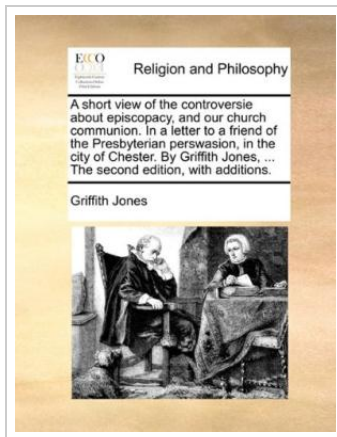 ECCO
Religion and Philosophy
A short view of the controversie
about episcopacy, and our church
communion. In a letter to a friend of
the Presbyterian perswasion, in the
city of Chester. By Griffith Jones, ...
The second edition, with additions.
Griffith Jones